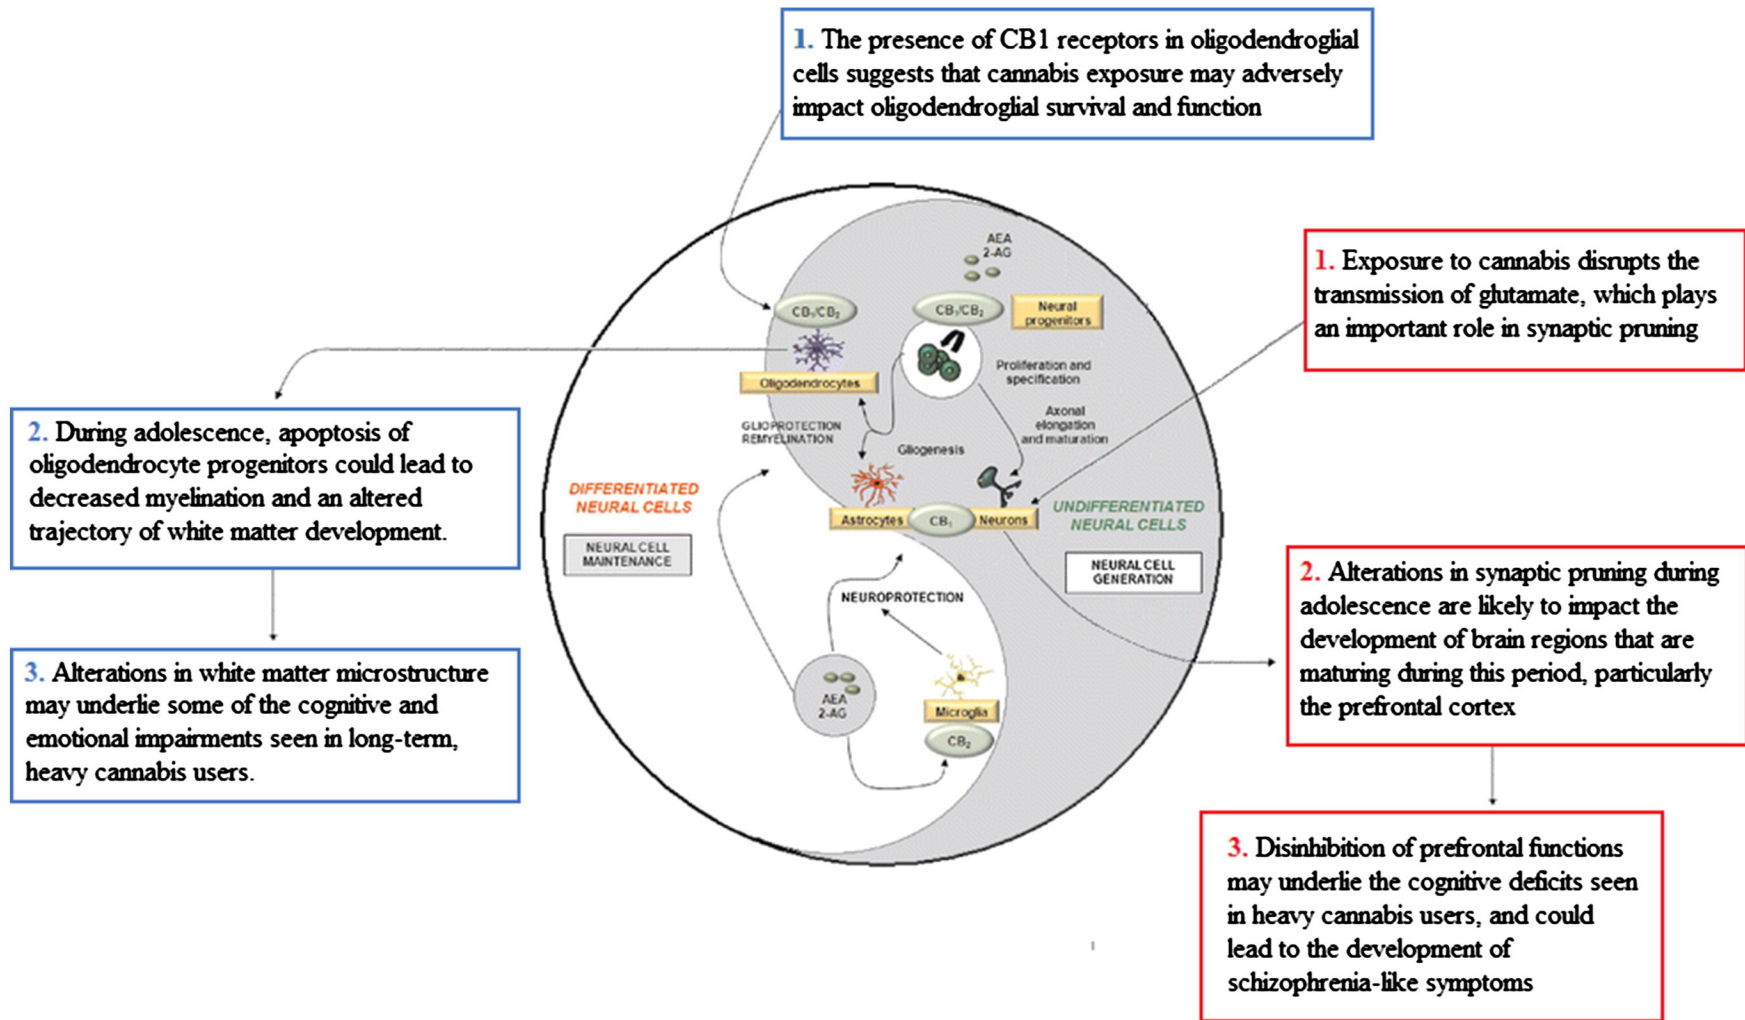 1. The presence of CB1 receptors in oligodendroglial
cells suggests that cannabis exposure may adversely
impact oligodendroglial survival and function
1. Exposure to cannabis disrupts the
transmission of glutamate, which plays
an important role in synaptic pruning
2. During adolescence, apoptosis of
oligodendrocyte progenitors could lead to
decreased myelination and an altered
trajectory of white matter development.
3. Alterations in white matter microstructure
may underlie some of the cognitive and
emotional impairments seen in long-term,
heavy cannabis users.
AEA
2-AG
CB₁/CB₂
CB₁/CB₂
Neural
progenitors
Oligodendrocytes
Proliferation and
specification
GLIOPROTECTION
REMYELINATION
Axonal
elongation
and maturation
Gliogenesis
DIFFERENTIATED
NEURAL CELLS
NEURAL CELL
MAINTENANCE
Astrocytes
CB₁
Neurons
UNDIFFERENTIATED
NEURAL CELLS
NEURAL CELL
GENERATION
NEUROPROTECTION
AEA
2-AG
Microglia
CB₂
2. Alterations in synaptic pruning during
adolescence are likely to impact the
development of brain regions that are
maturing during this period, particularly
the prefrontal cortex
3. Disinhibition of prefrontal functions
may underlie the cognitive deficits seen
in heavy cannabis users, and could
lead to the development of
schizophrenia-like symptoms